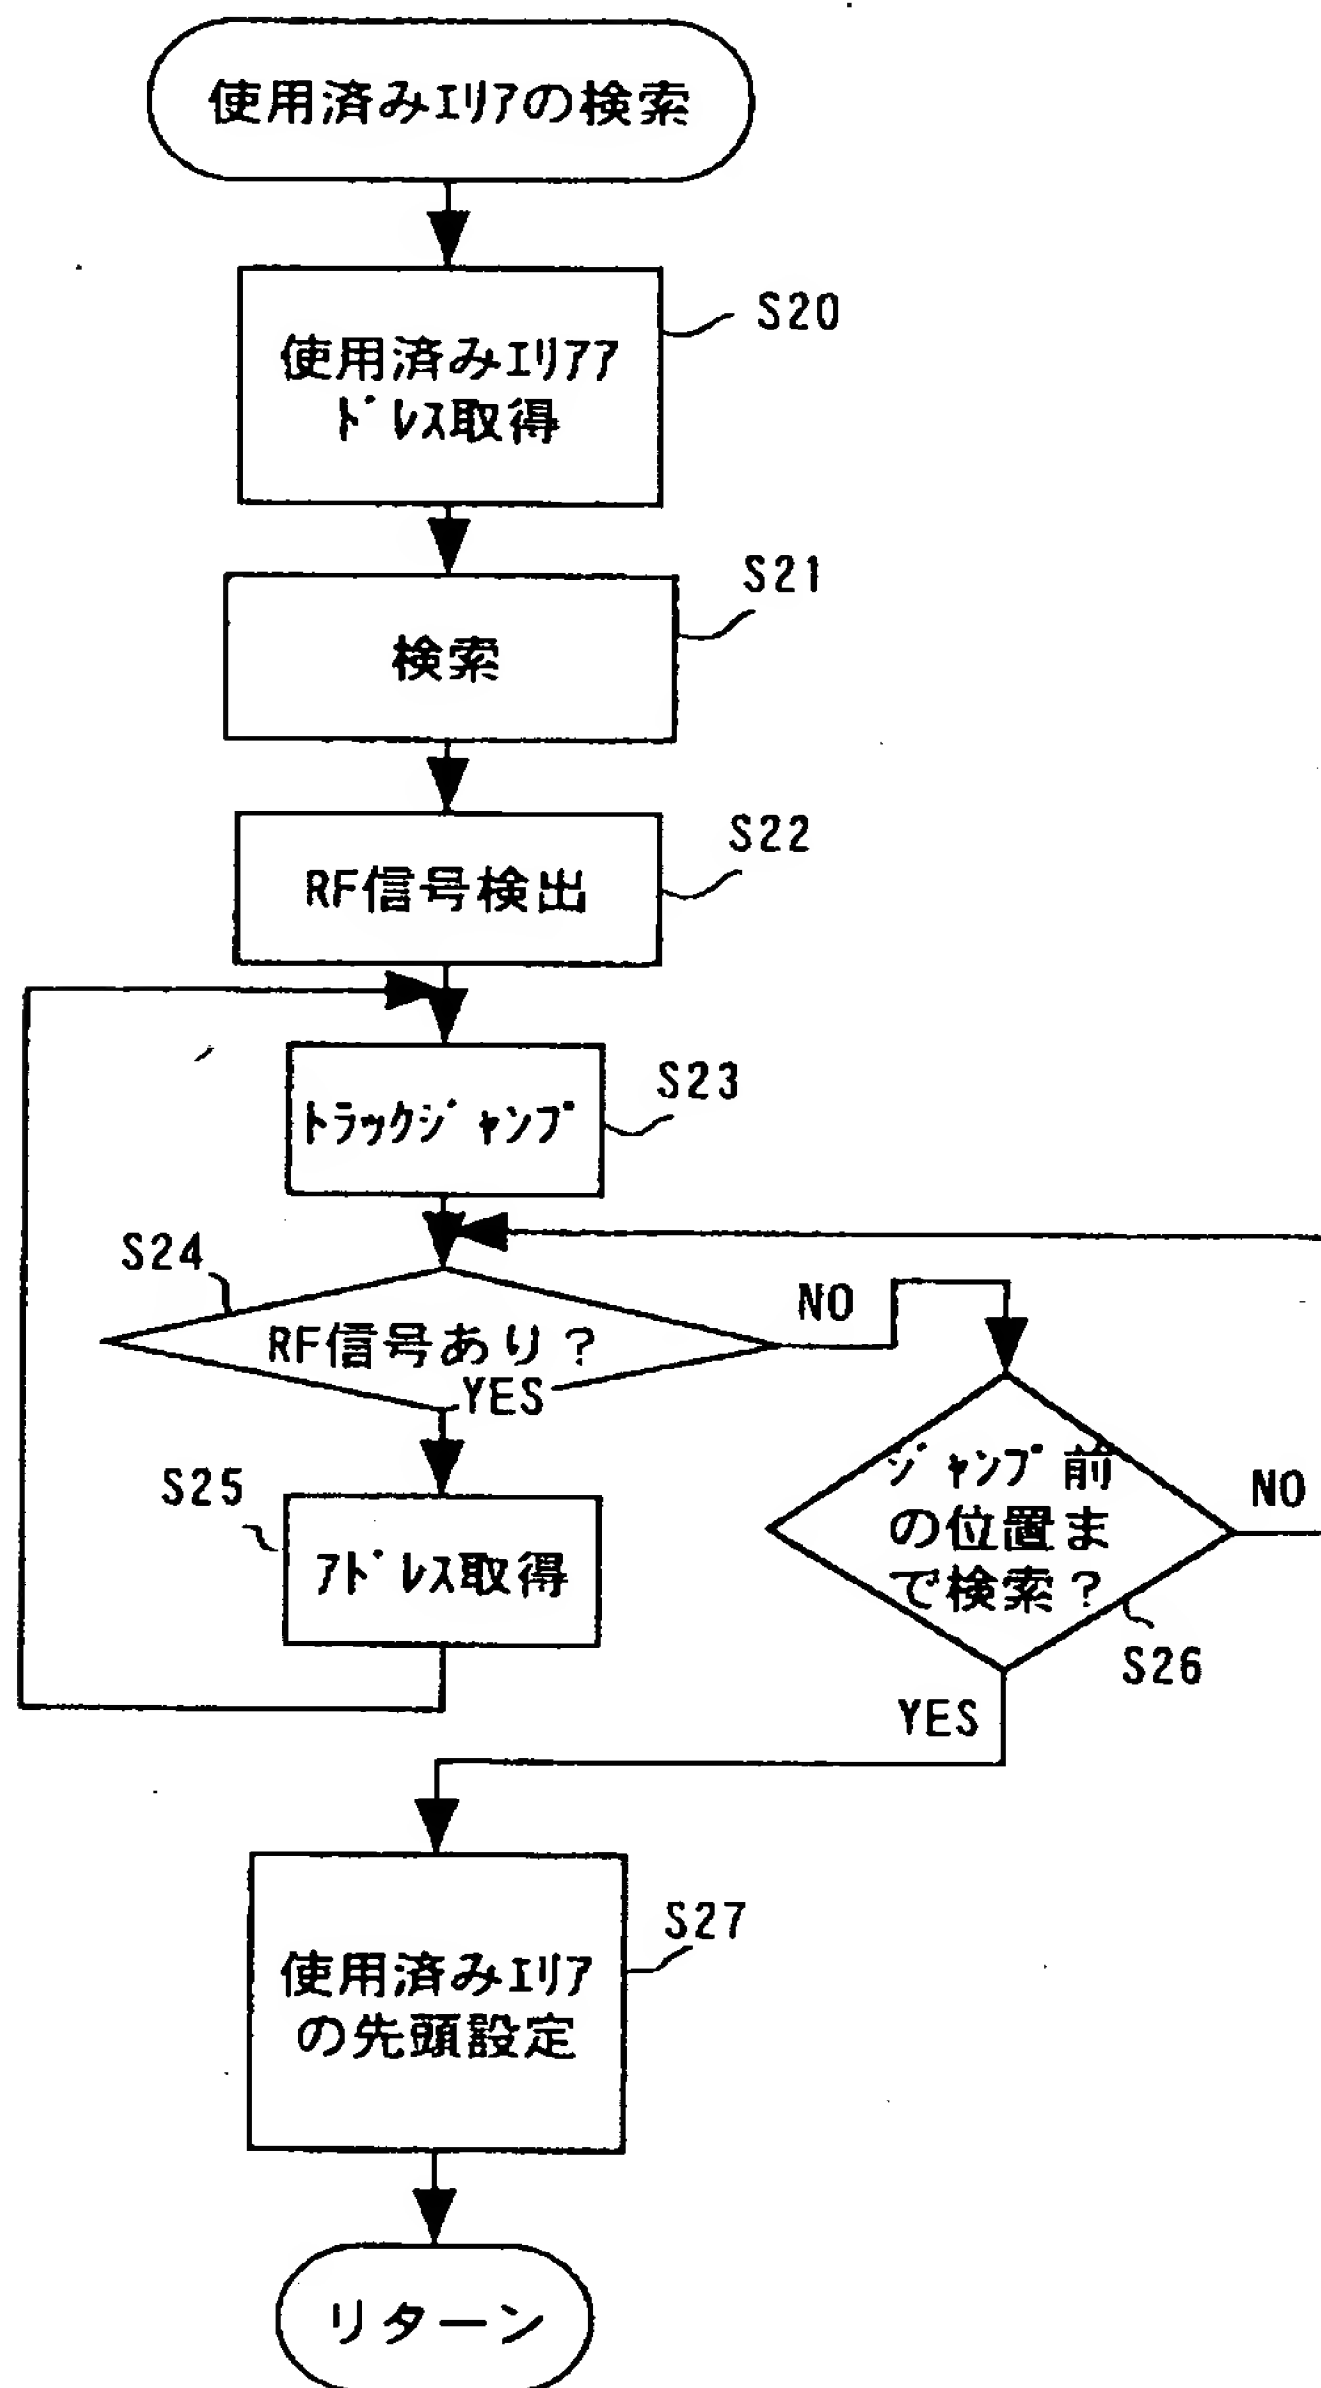 使用済みエリアの検索
S20
使用済みエリアア
ドレス取得
S21
検索
S22
RF信号検出
S23
トラックジャンプ
S24
RF信号あり?
NO
YES
S25
アドレス取得
ジャンプ前
の位置ま
で検索?
NO
S26
YES
S27
使用済みエリア
の先頭設定
リターン